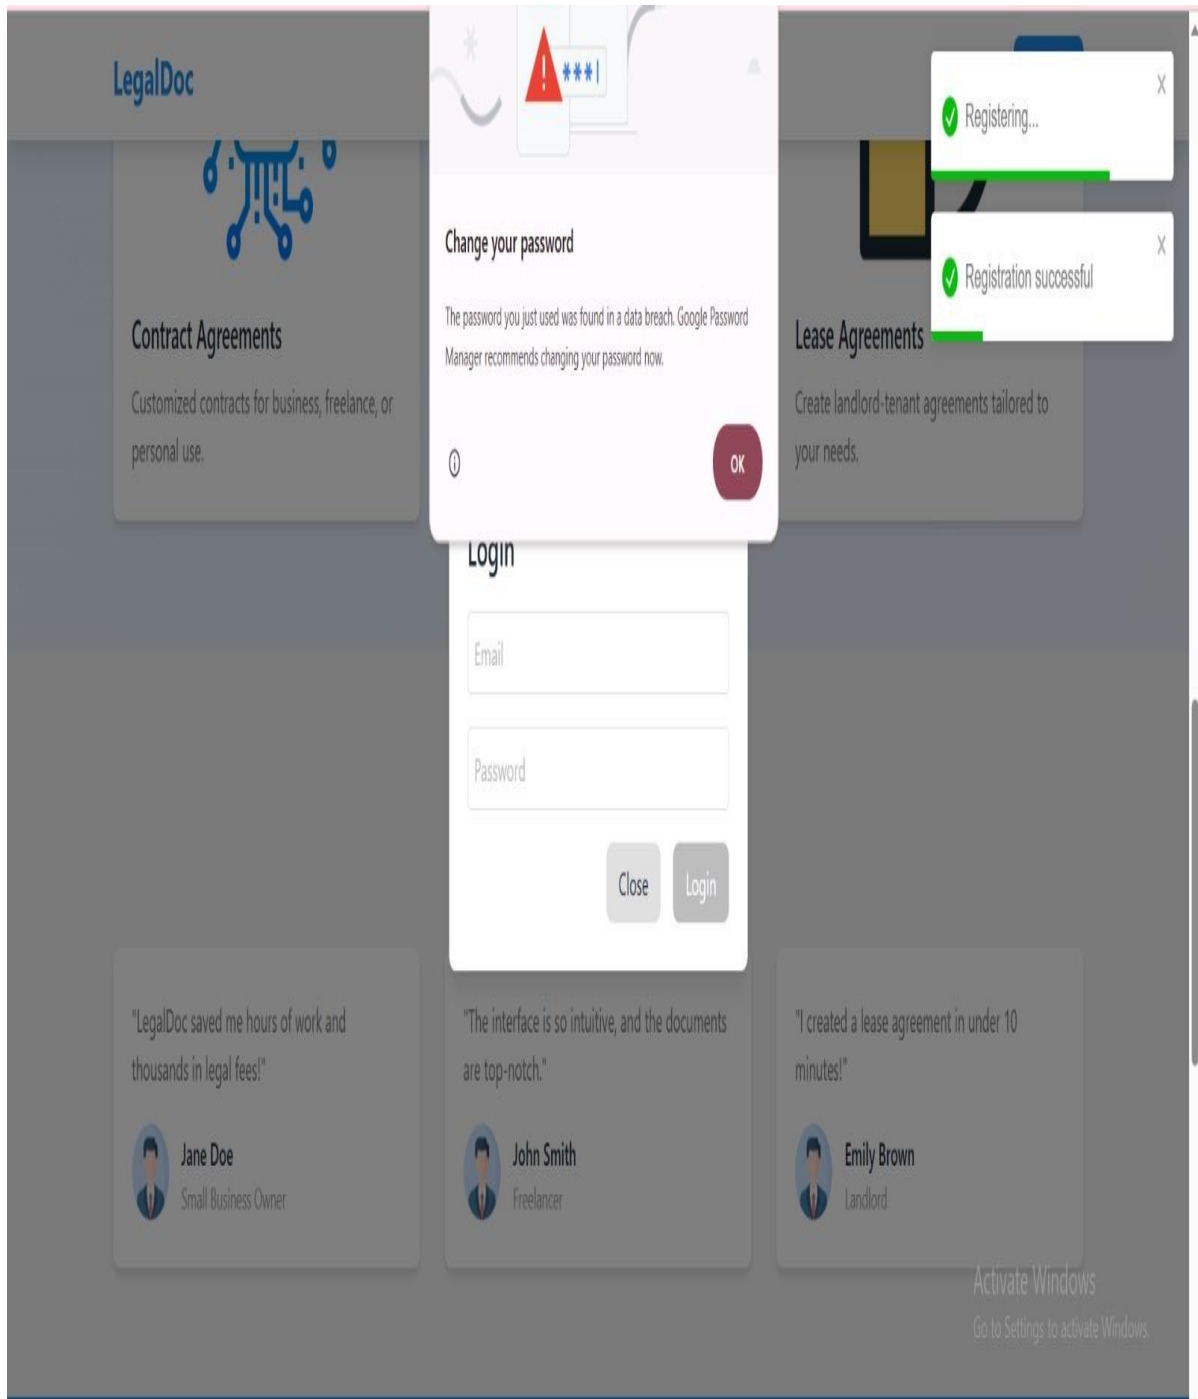 LegalDoc
***|
Registering...
Registration successful
Change your password
The password you just used was found in a data breach. Google Password
Manager recommends changing your password now.
OK
Contract Agreements
Customized contracts for business, freelance, or
personal use.
Lease Agreements
Create landlord-tenant agreements tailored to
your needs.
Login
Email
Password
Close
Login
"LegalDoc saved me hours of work and
thousands in legal fees!"
Jane Doe
Small Business Owner
"The interface is so intuitive, and the documents
are top-notch."
John Smith
Freelancer
"I created a lease agreement in under 10
minutes!"
Emily Brown
Landlord
Activate Windows
Go to Settings to activate Windows.